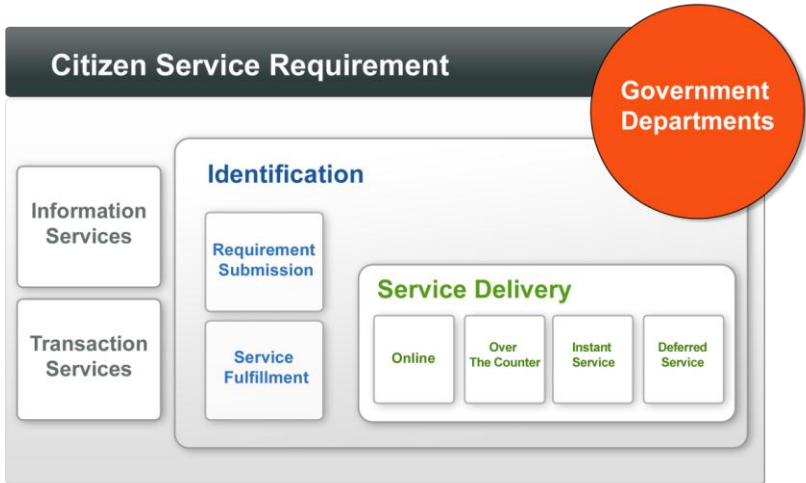 Citizen Service Requirement
Government
Departments
Identification
Information
Services
Requirement
Submission
Service Delivery
Transaction
Services
Service
Fulfillment
Online
Over
The Counter
Instant
Service
Deferred
Service